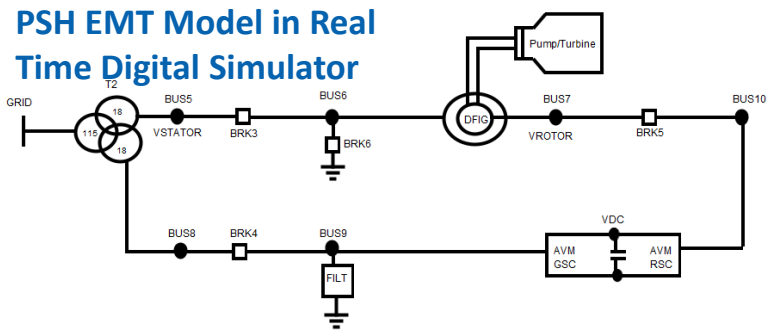 PSH EMT Model in Real
Time Digital Simulator
T2
GRID
18
115
18
BUS5
VSTATOR
BRK3
BUS6
BRK6
DFIG
Pump/Turbine
BUS7
VROTOR
BRK5
BUS10
BUS8
BRK4
BUS9
FILT
VDC
AVM
GSC
AVM
RSC